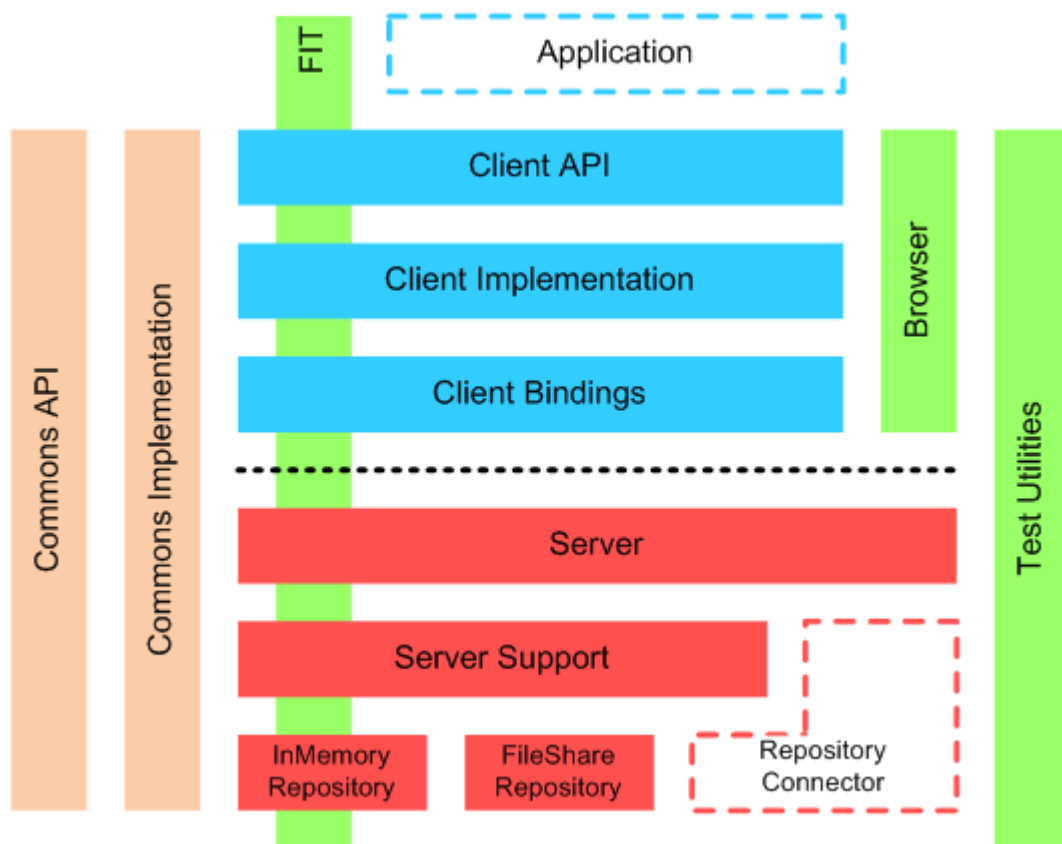 FIT
Application
Client API
Client Implementation
Client Bindings
Browser
Commons API
Commons Implementation
Test Utilities
Server
Server Support
InMemory
Repository
FileShare
Repository
Repository
Connector